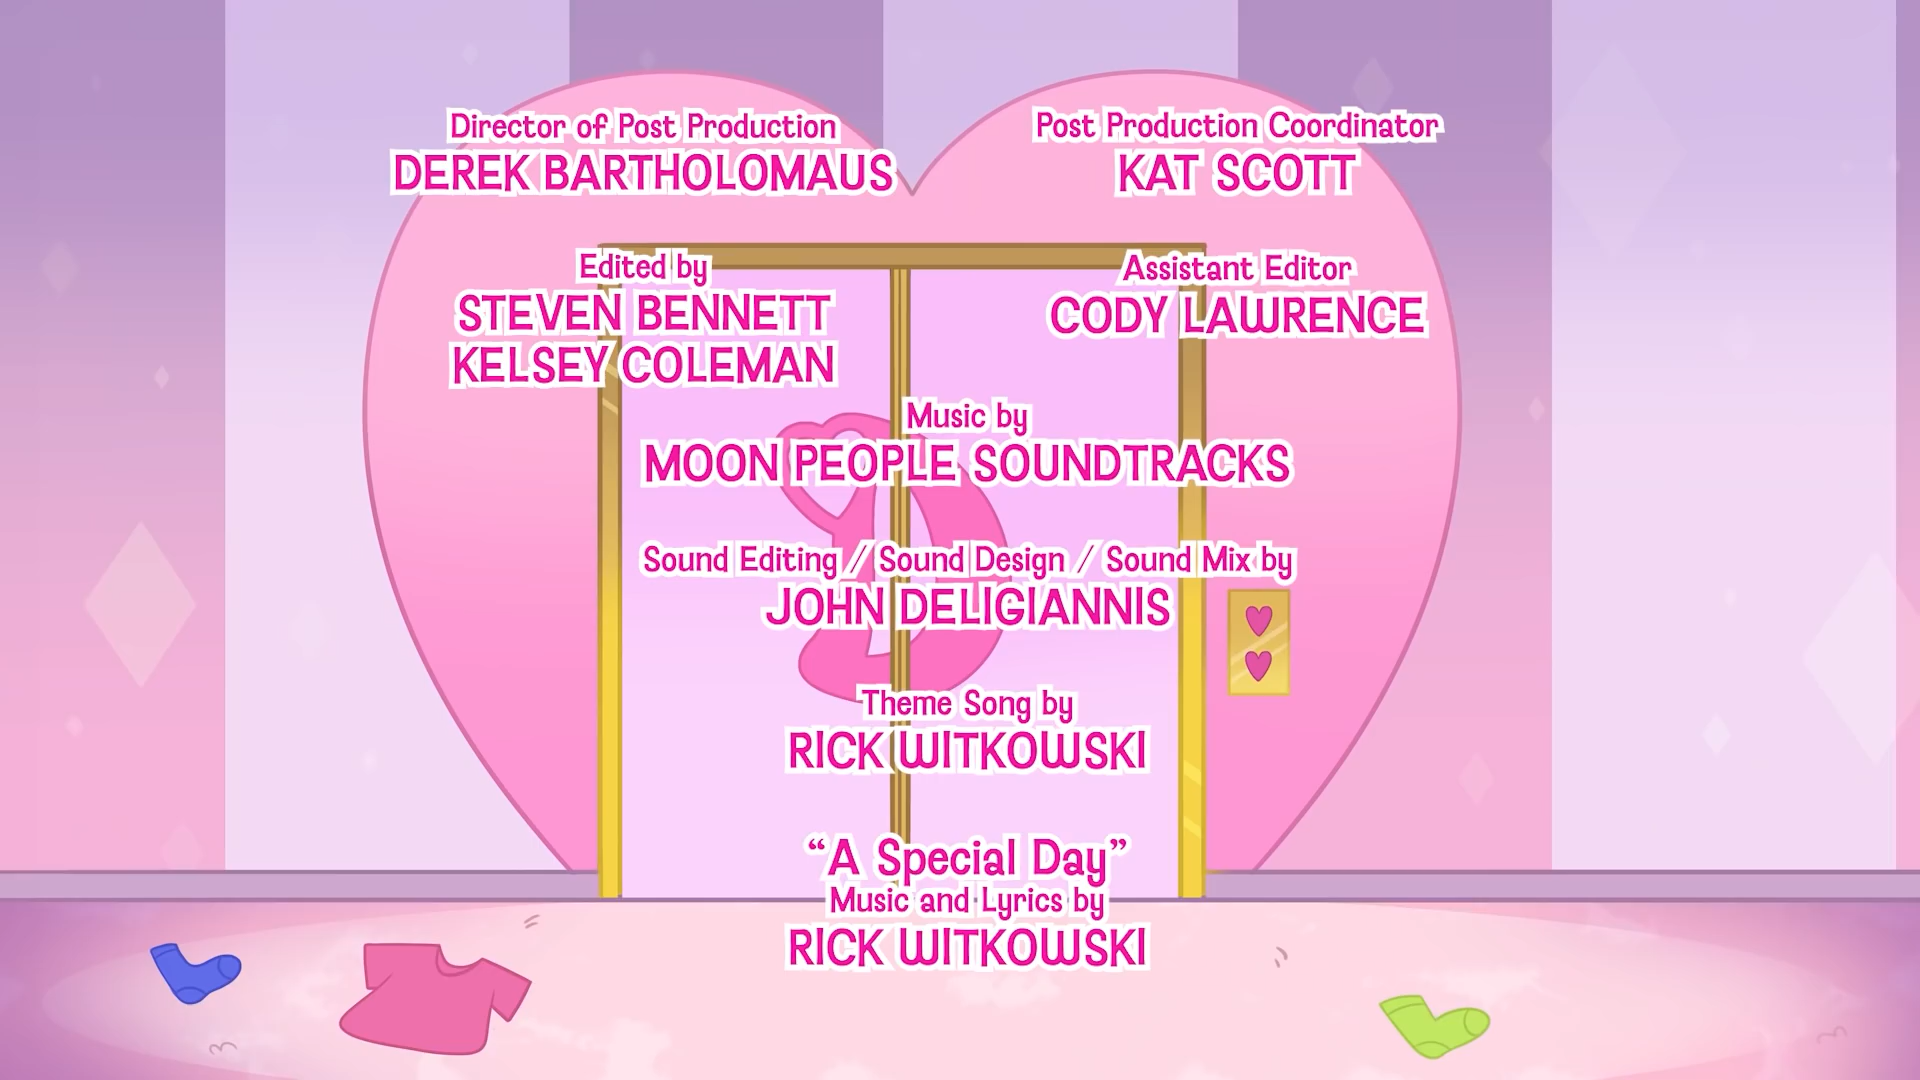 Director of Post Production
DEREK BARTHOLOMAUS
Post Production Coordinator
KAT SCOTT
Edited by
STEVEN BENNETT
KELSEY COLEMAN
Assistant Editor
CODY LAWRENCE
Music by
MOON PEOPLE SOUNDTRACKS
Sound Editing / Sound Design / Sound Mix by
JOHN DELIGIANNIS
Theme Song by
RICK WITKOWSKI
“A Special Day”
Music and Lyrics by
RICK WITKOWSKI
D